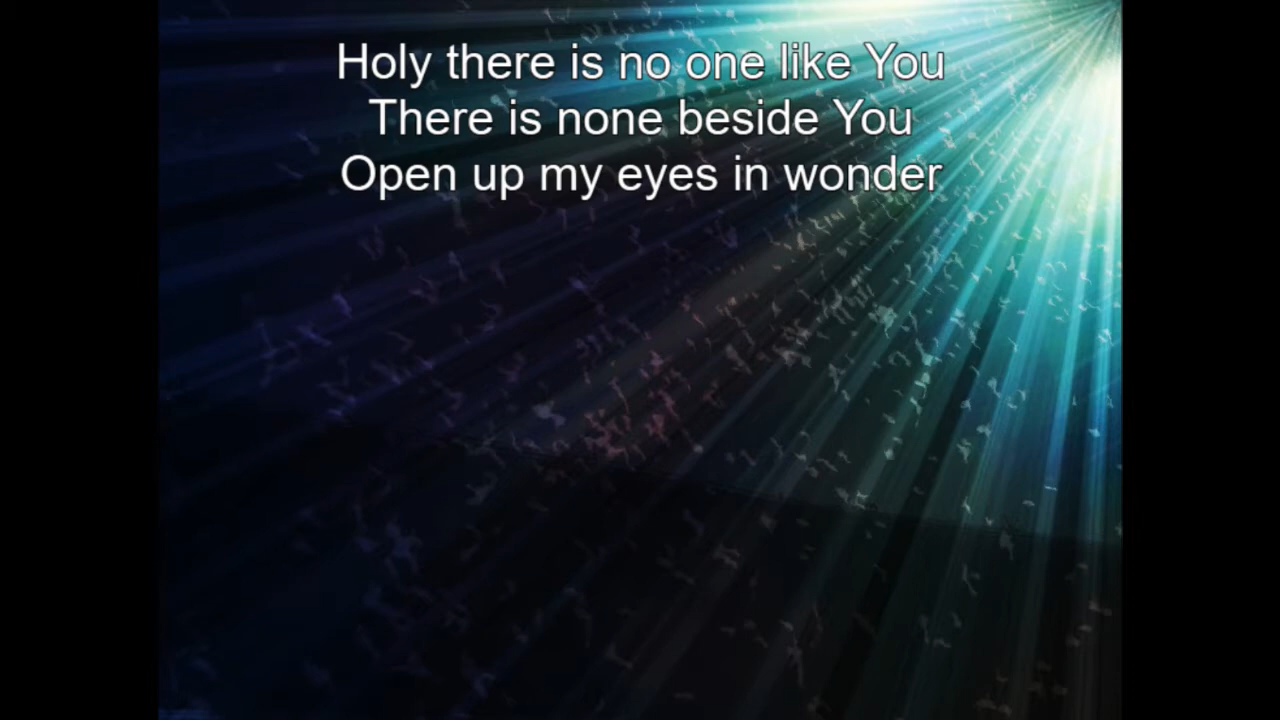 Holy there is no one like You
There is none beside You
Open up my eyes in wonder